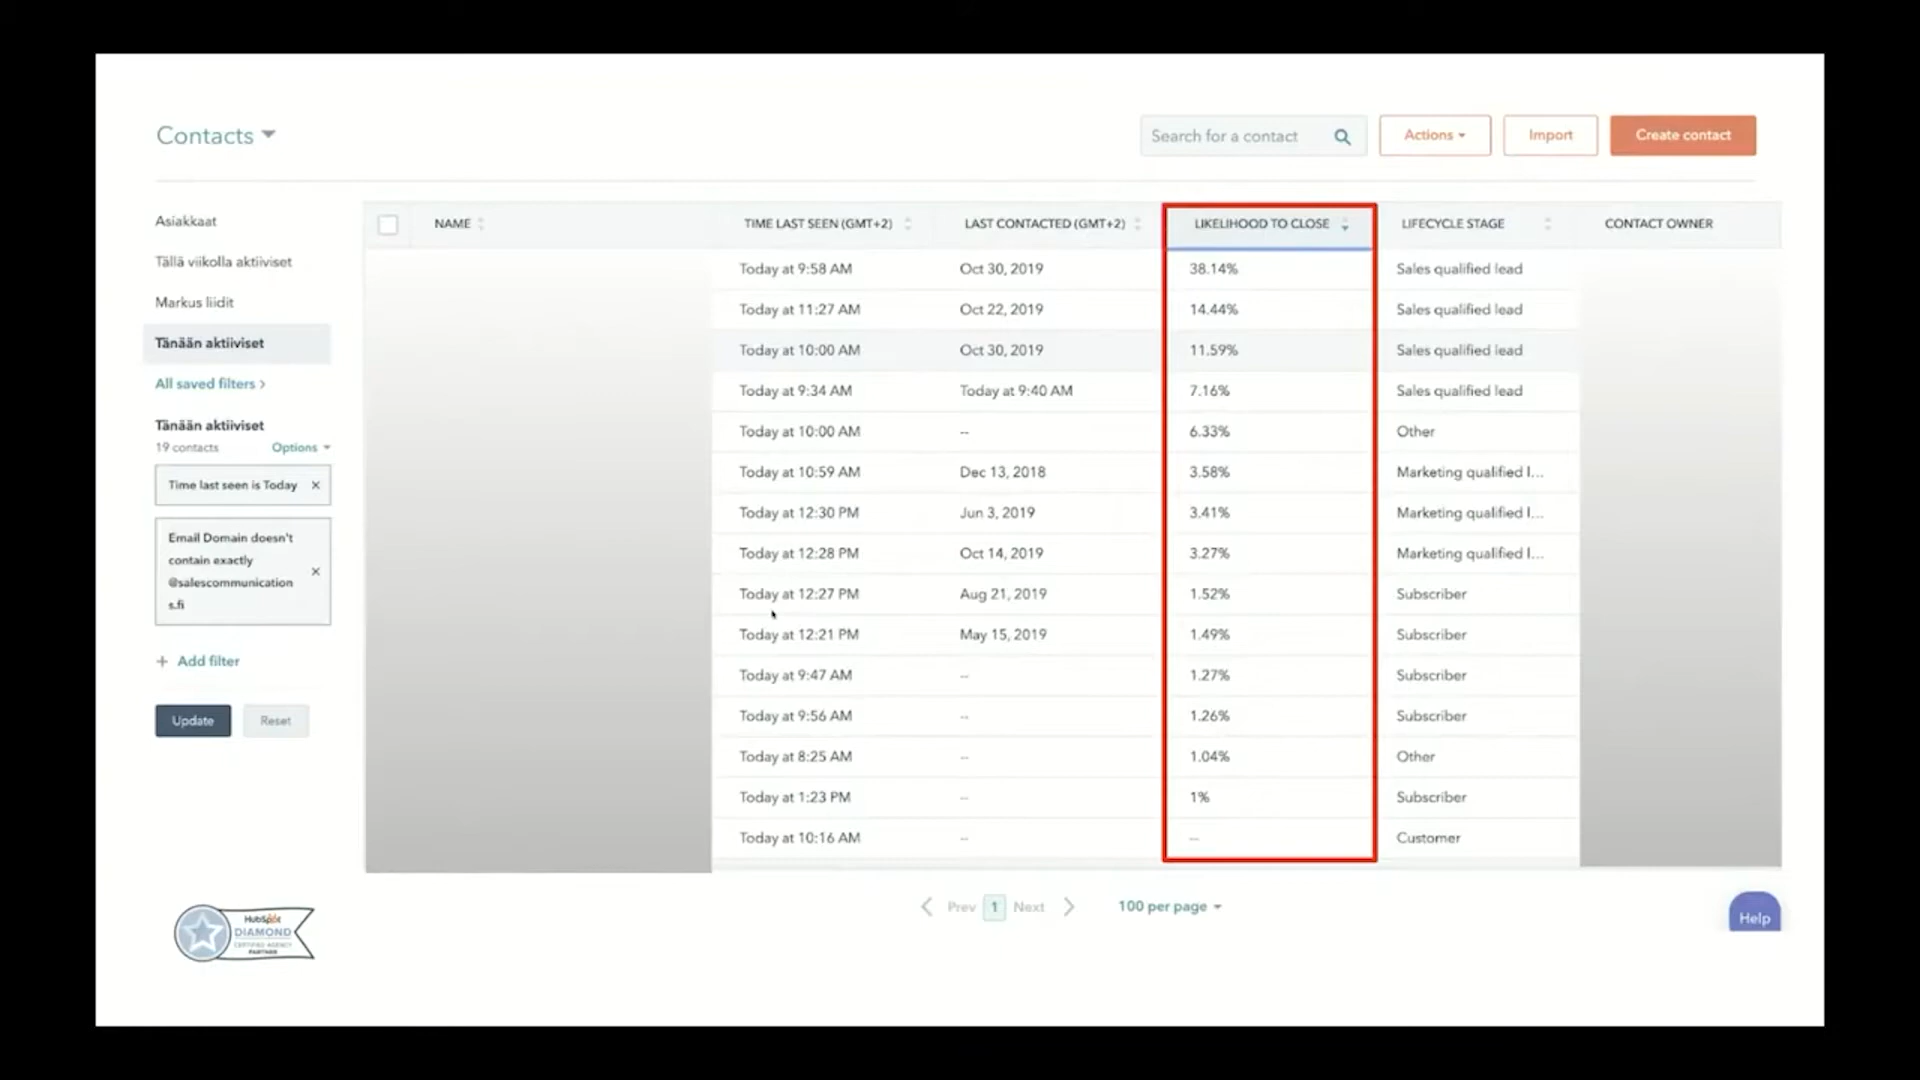 Contacts
Search for a contact
Actions
Import
Create contact
Asiakkaat
Tällä viikolla aktiiviset
Markus liidit
Tänään aktiiviset
All saved filters >
Tänään aktiiviset
19 contacts Options
Time last seen is Today ×
Email Domain doesn't
contain exactly
@salescommunication
s.fi
×
+ Add filter
Update Reset
NAME TIME LAST SEEN (GMT+2) LAST CONTACTED (GMT+2) LIKELIHOOD TO CLOSE LIFECYCLE STAGE CONTACT OWNER
Today at 9:58 AM Oct 30, 2019 38.14% Sales qualified lead
Today at 11:27 AM Oct 22, 2019 14.44% Sales qualified lead
Today at 10:00 AM Oct 30, 2019 11.59% Sales qualified lead
Today at 9:34 AM Today at 9:40 AM 7.16% Sales qualified lead
Today at 10:00 AM -- 6.33% Other
Today at 10:59 AM Dec 13, 2018 3.58% Marketing qualified l...
Today at 12:30 PM Jun 3, 2019 3.41% Marketing qualified l...
Today at 12:28 PM Oct 14, 2019 3.27% Marketing qualified l...
Today at 12:27 PM Aug 21, 2019 1.52% Subscriber
Today at 12:21 PM May 15, 2019 1.49% Subscriber
Today at 9:47 AM -- 1.27% Subscriber
Today at 9:56 AM -- 1.26% Subscriber
Today at 8:25 AM -- 1.04% Other
Today at 1:23 PM -- 1% Subscriber
Today at 10:16 AM -- -- Customer
Prev 1 Next 100 per page
Help
HubSpot
DIAMOND
CERTIFIED AGENCY
PARTNER